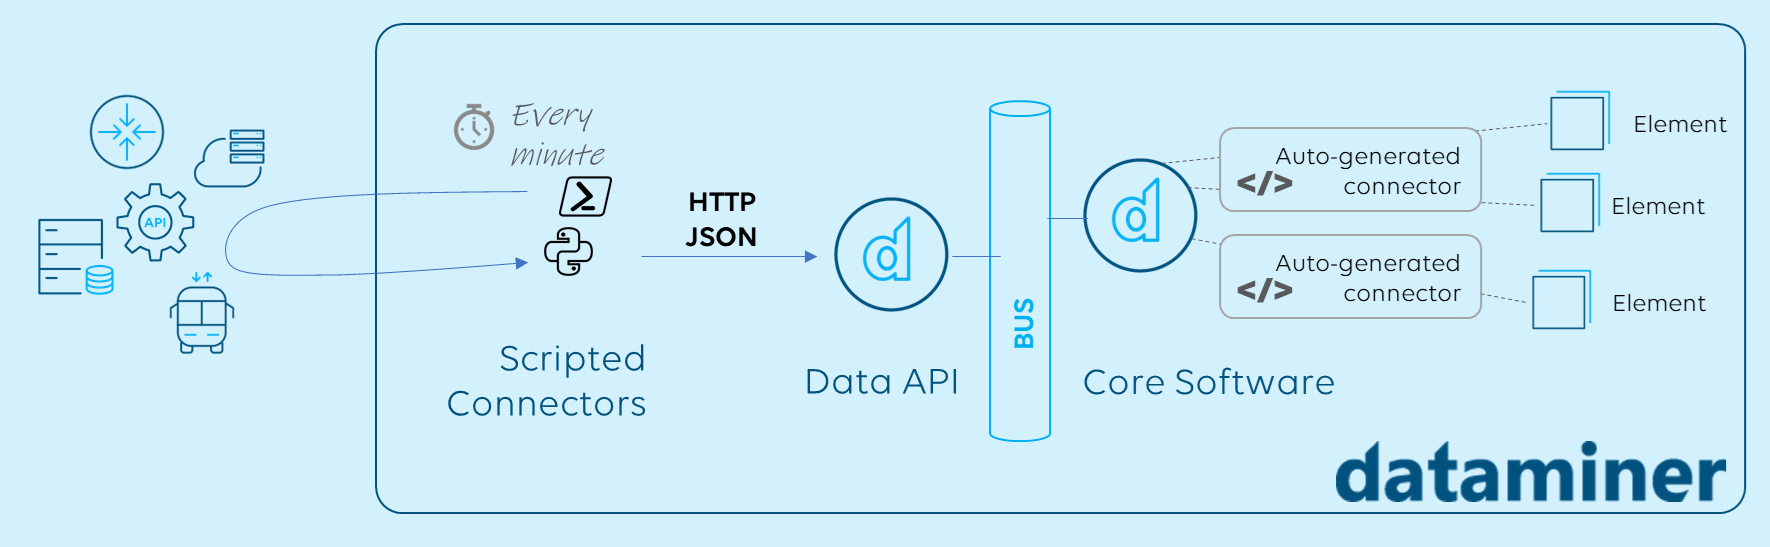 Every
minute
API
HTTP
JSON
Scripted
Connectors
Data API
BUS
Core Software
</>
Auto-generated
connector
</>
Auto-generated
connector
Element
Element
Element
dataminer